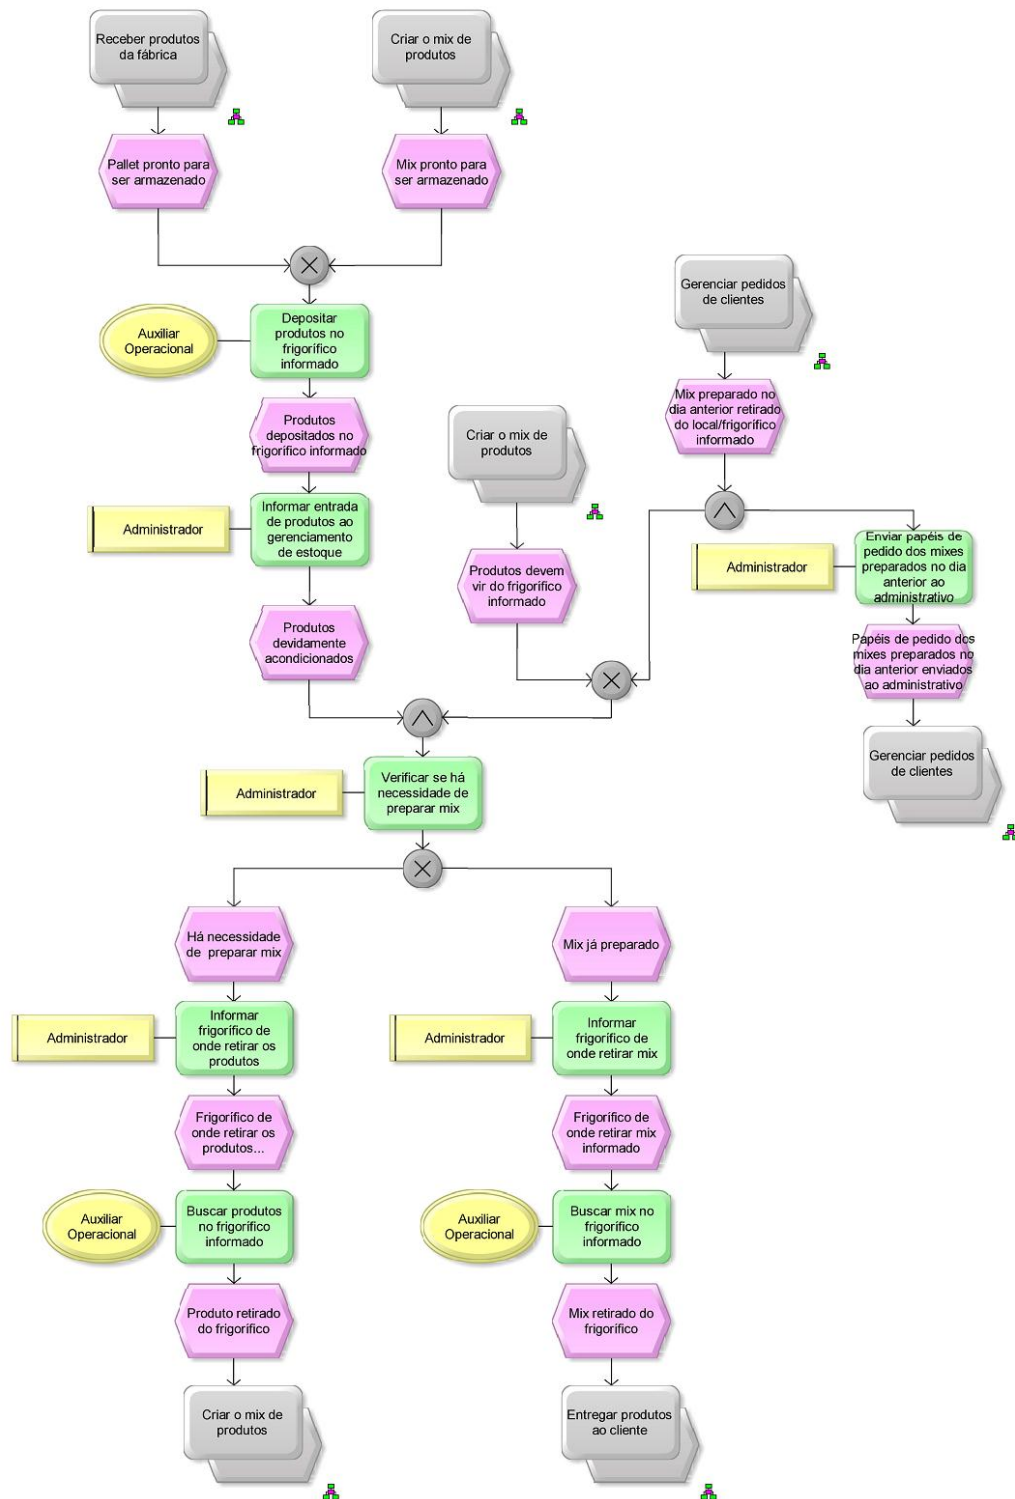 Receber produtos
da fábrica
Criar o mix de
produtos
Pallet pronto para
ser armazenado
Mix pronto para
ser armazenado
Auxiliar
Operacional
Depositar
produtos no
frigorífico
informado
Gerenciar pedidos
de clientes
Produtos
depositados no
frigorífico informado
Mix preparado no
dia anterior retirado
do local/frigorífico
informado
Criar o mix de
produtos
Administrador
Informar entrada
de produtos ao
gerenciamento
de estoque
Produtos devem
vir do frigorífico
informado
Administrador
Enviar papéis de
pedido dos mixes
preparados no dia
anterior ao
administrativo
Produtos
devidamente
acondicionados
Papéis de pedido dos
mixes preparados no
dia anterior enviados
ao administrativo
Gerenciar pedidos
de clientes
Administrador
Verificar se há
necessidade de
preparar mix
Há necessidade
de preparar mix
Mix já preparado
Administrador
Informar
frigorífico de
onde retirar os
produtos
Administrador
Informar
frigorífico de
onde retirar mix
Frigorífico de
onde retirar os
produtos...
Frigorífico de
onde retirar mix
informado
Auxiliar
Operacional
Buscar produtos
no frigorífico
informado
Auxiliar
Operacional
Buscar mix no
frigorífico
informado
Produto retirado
do frigorífico
Mix retirado do
frigorífico
Criar o mix de
produtos
Entregar produtos
ao cliente